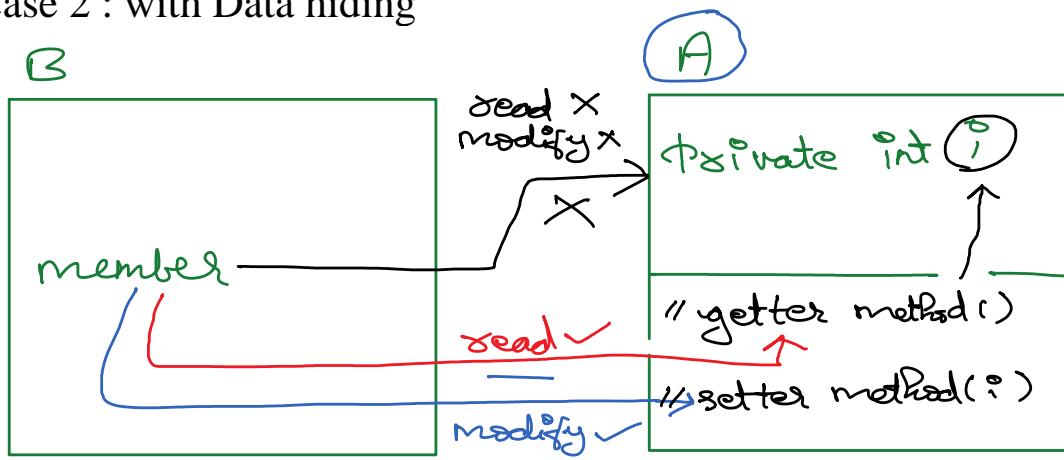 Case 2 : with Data hiding
B
A
read ×
modify ×
private int i
×
member
// getter method()
read ✓
// setter method(i)
modify ✓